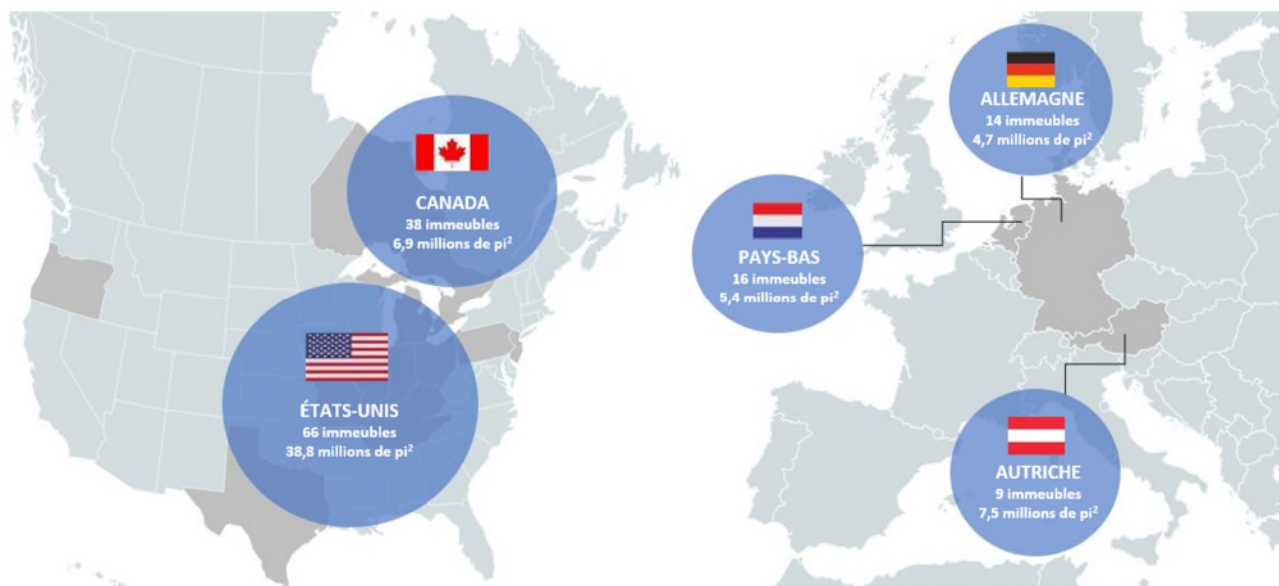 CANADA
38 immeubles
6,9 millions de pi²
ÉTATS-UNIS
66 immeubles
38,8 millions de pi²
ALLEMAGNE
14 immeubles
4,7 millions de pi²
PAYS-BAS
16 immeubles
5,4 millions de pi²
AUTRICHE
9 immeubles
7,5 millions de pi²